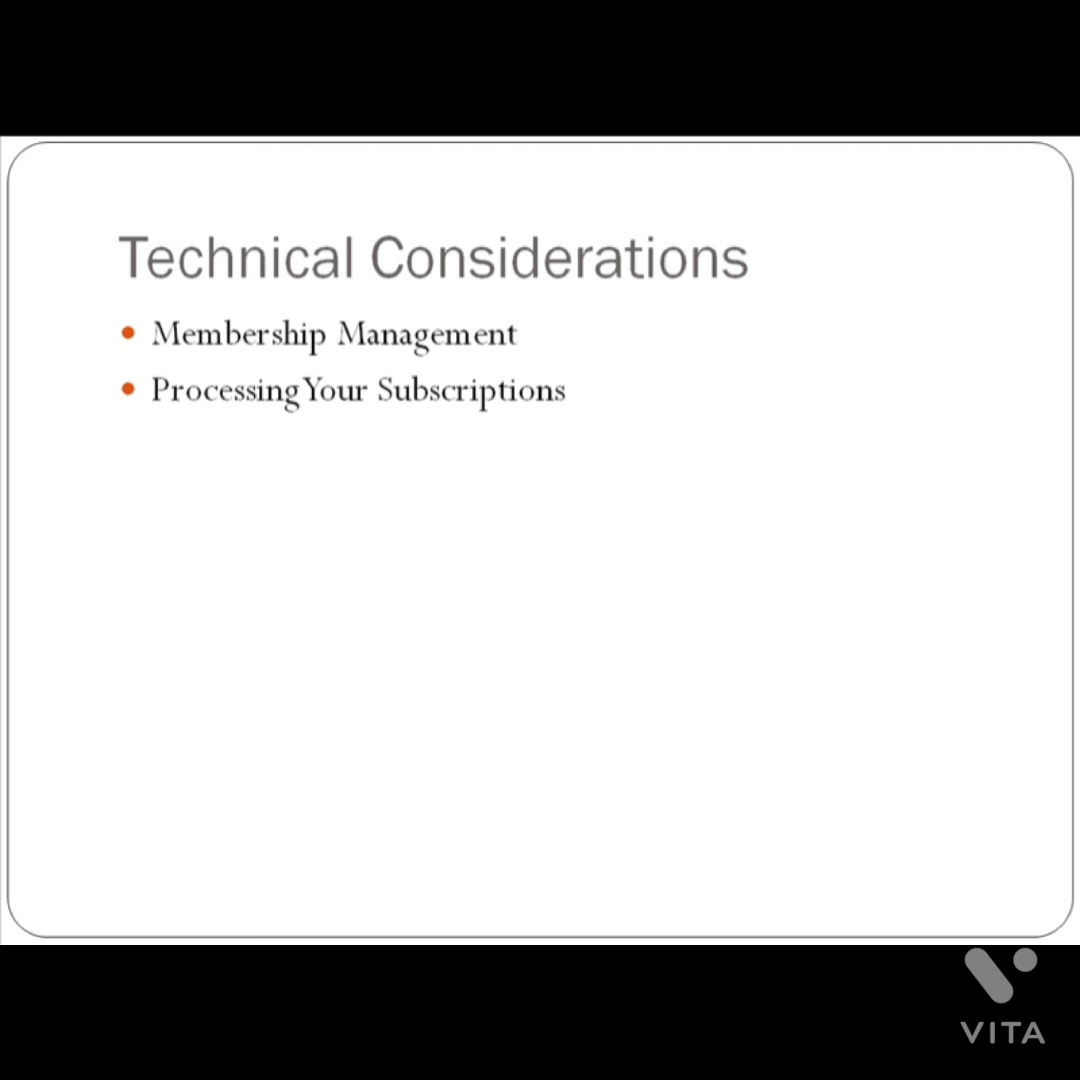 Technical Considerations
Membership Management
Processing Your Subscriptions
VITA